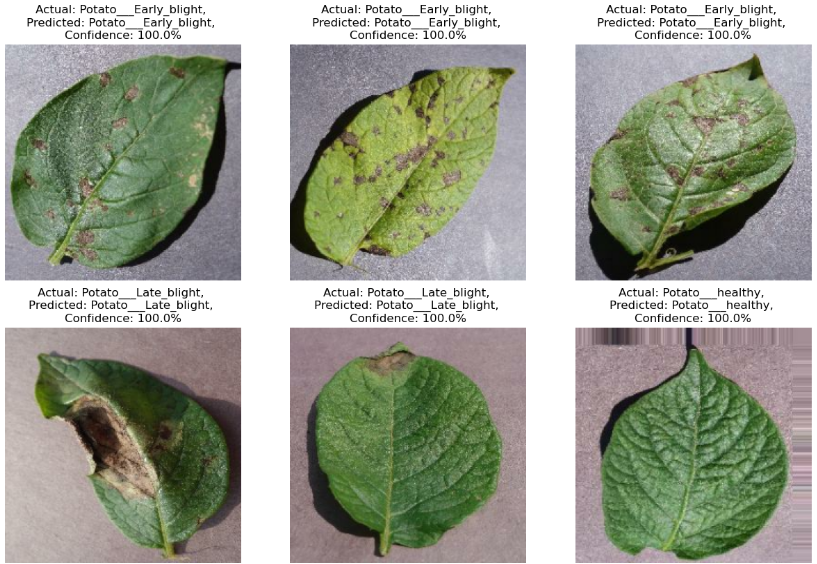 Actual: Potato___Early_blight,
Predicted: Potato___Early_blight,
Confidence: 100.0%
Actual: Potato___Early_blight,
Predicted: Potato___Early_blight,
Confidence: 100.0%
Actual: Potato___Early_blight,
Predicted: Potato___Early_blight,
Confidence: 100.0%
Actual: Potato___Late_blight,
Predicted: Potato___Late_blight,
Confidence: 100.0%
Actual: Potato___Late_blight,
Predicted: Potato___Late_blight,
Confidence: 100.0%
Actual: Potato___healthy,
Predicted: Potato___healthy,
Confidence: 100.0%